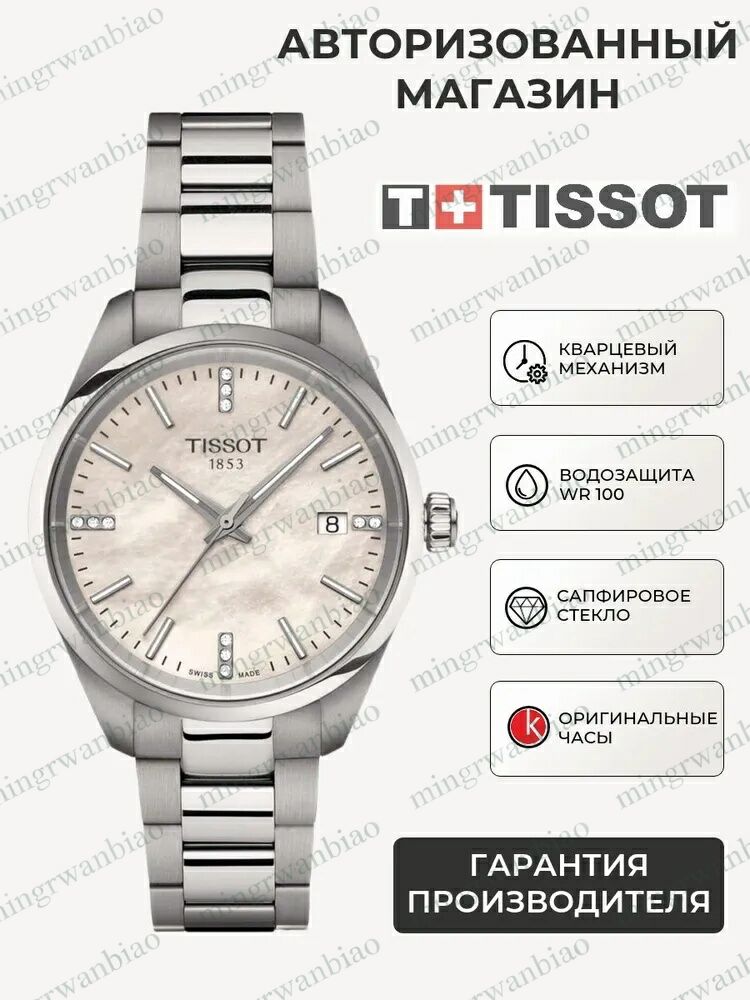 АВТОРИЗОВАННЫЙ
МАГАЗИН
T+ TISSOT
КВАРЦЕВЫЙ
МЕХАНИЗМ
ВОДОЗАЩИТА
WR 100
САПФИРОВОЕ
СТЕКЛО
k
ОРИГИНАЛЬНЫЕ
ЧАСЫ
ГАРАНТИЯ
ПРОИЗВОДИТЕЛЯ
TISSOT
1853
8
SWISS MADE
mingrwanbiao